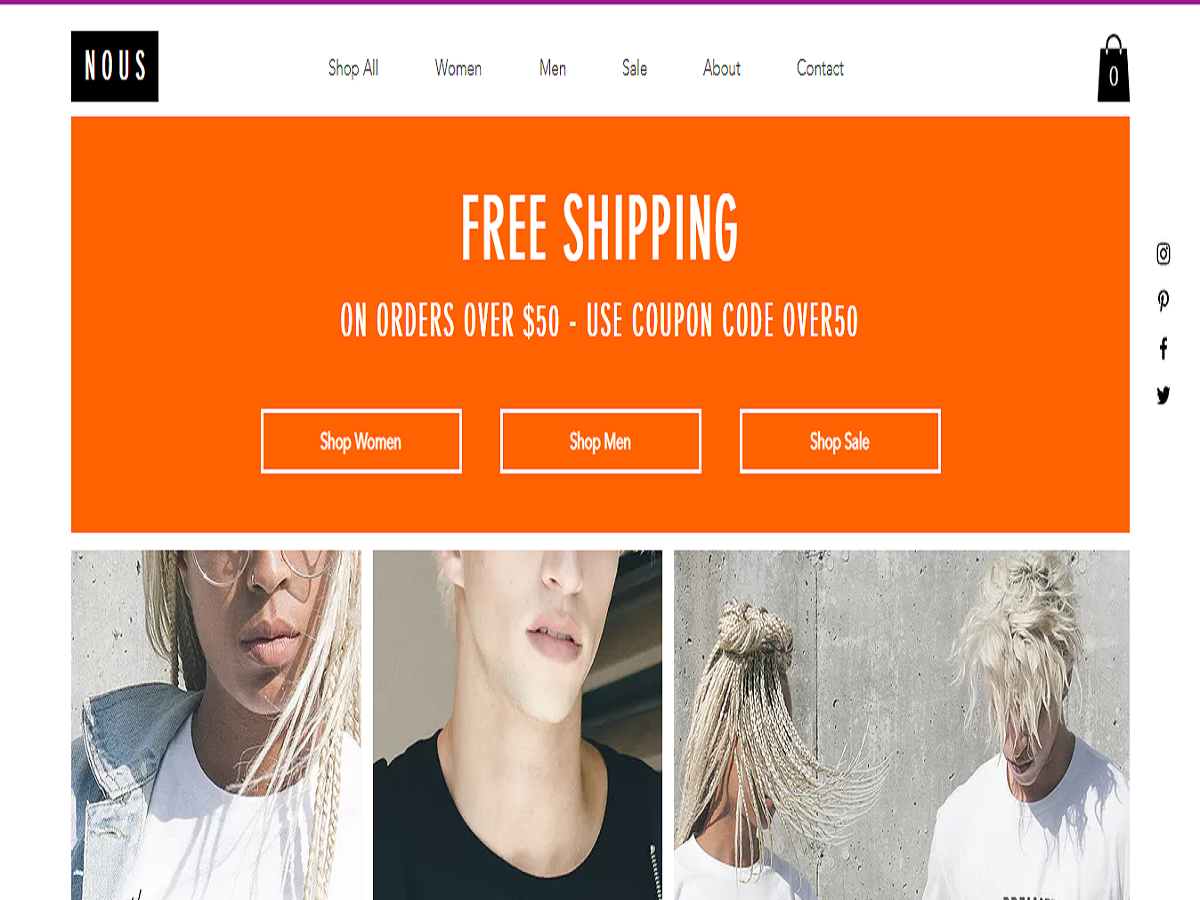 NOUS
Shop All Women Men Sale About Contact
0
FREE SHIPPING
ON ORDERS OVER $50 - USE COUPON CODE OVER50
Shop Women Shop Men Shop Sale